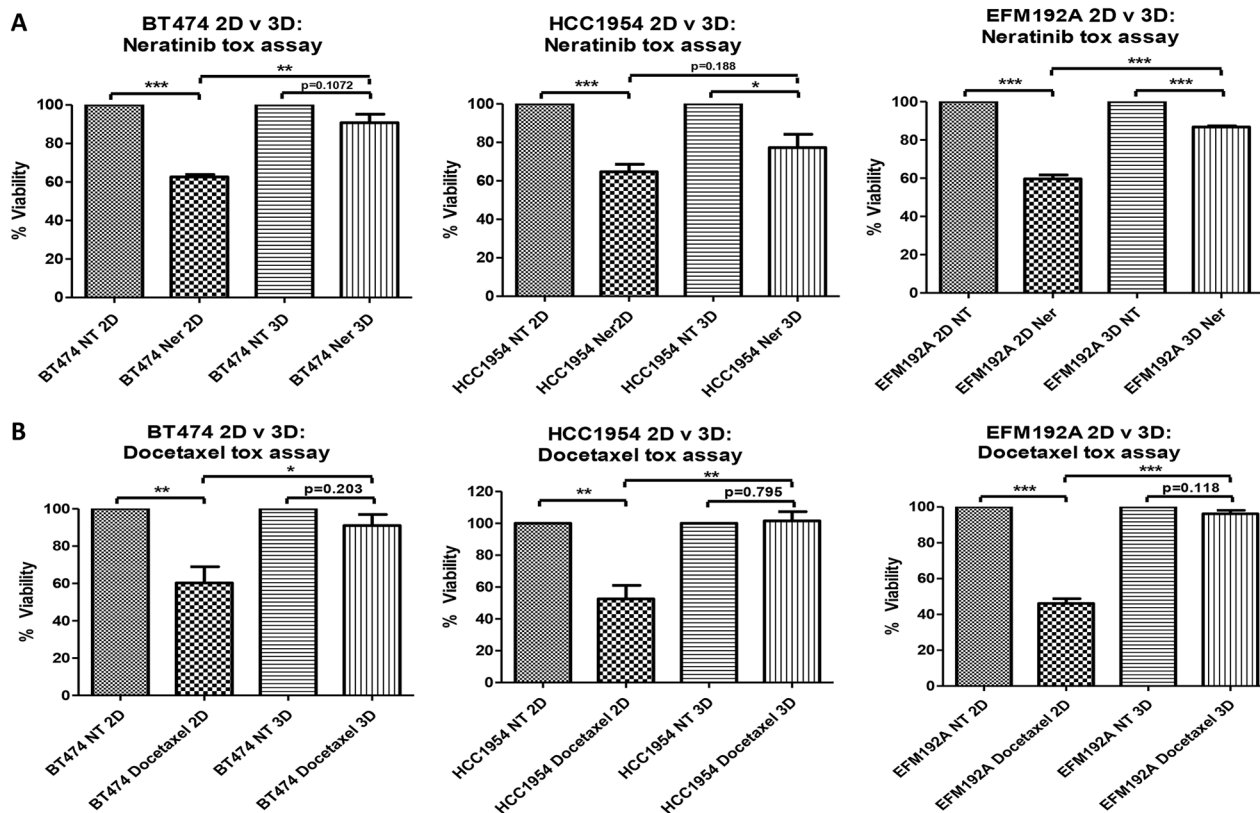 A
BT474 2D v 3D:
Neratinib tox assay
**
***
p=0.1072
100
80
60
40
20
0
% Viability
BT474 NT 2D
BT474 Ner 2D
BT474 NT 3D
BT474 Ner 3D
HCC1954 2D v 3D:
Neratinib tox assay
p=0.188
***
*
100
80
60
40
20
0
% Viability
HCC1954 NT 2D
HCC1954 Ner2D
HCC1954 NT 3D
HCC1954 Ner 3D
EFM192A 2D v 3D:
Neratinib tox assay
***
***
***
100
80
60
40
20
0
% Viability
EFM192A 2D NT
EFM192A 2D Ner
EFM192A 3D NT
EFM192A 3D Ner
B
BT474 2D v 3D:
Docetaxel tox assay
*
**
p=0.203
100
80
60
40
20
0
% Viability
BT474 NT 2D
BT474 Docetaxel 2D
BT474 NT 3D
BT474 Docetaxel 3D
HCC1954 2D v 3D:
Docetaxel tox assay
**
**
p=0.795
120
100
80
60
40
20
0
% Viability
HCC1954 NT 2D
HCC1954 Docetaxel 2D
HCC1954 NT 3D
HCC1954 Docetaxel 3D
EFM192A 2D v 3D:
Docetaxel tox assay
***
***
p=0.118
100
80
60
40
20
0
% Viability
EFM192A NT 2D
EFM192A Docetaxel 2D
EFM192A NT 3D
EFM192A Docetaxel 3D